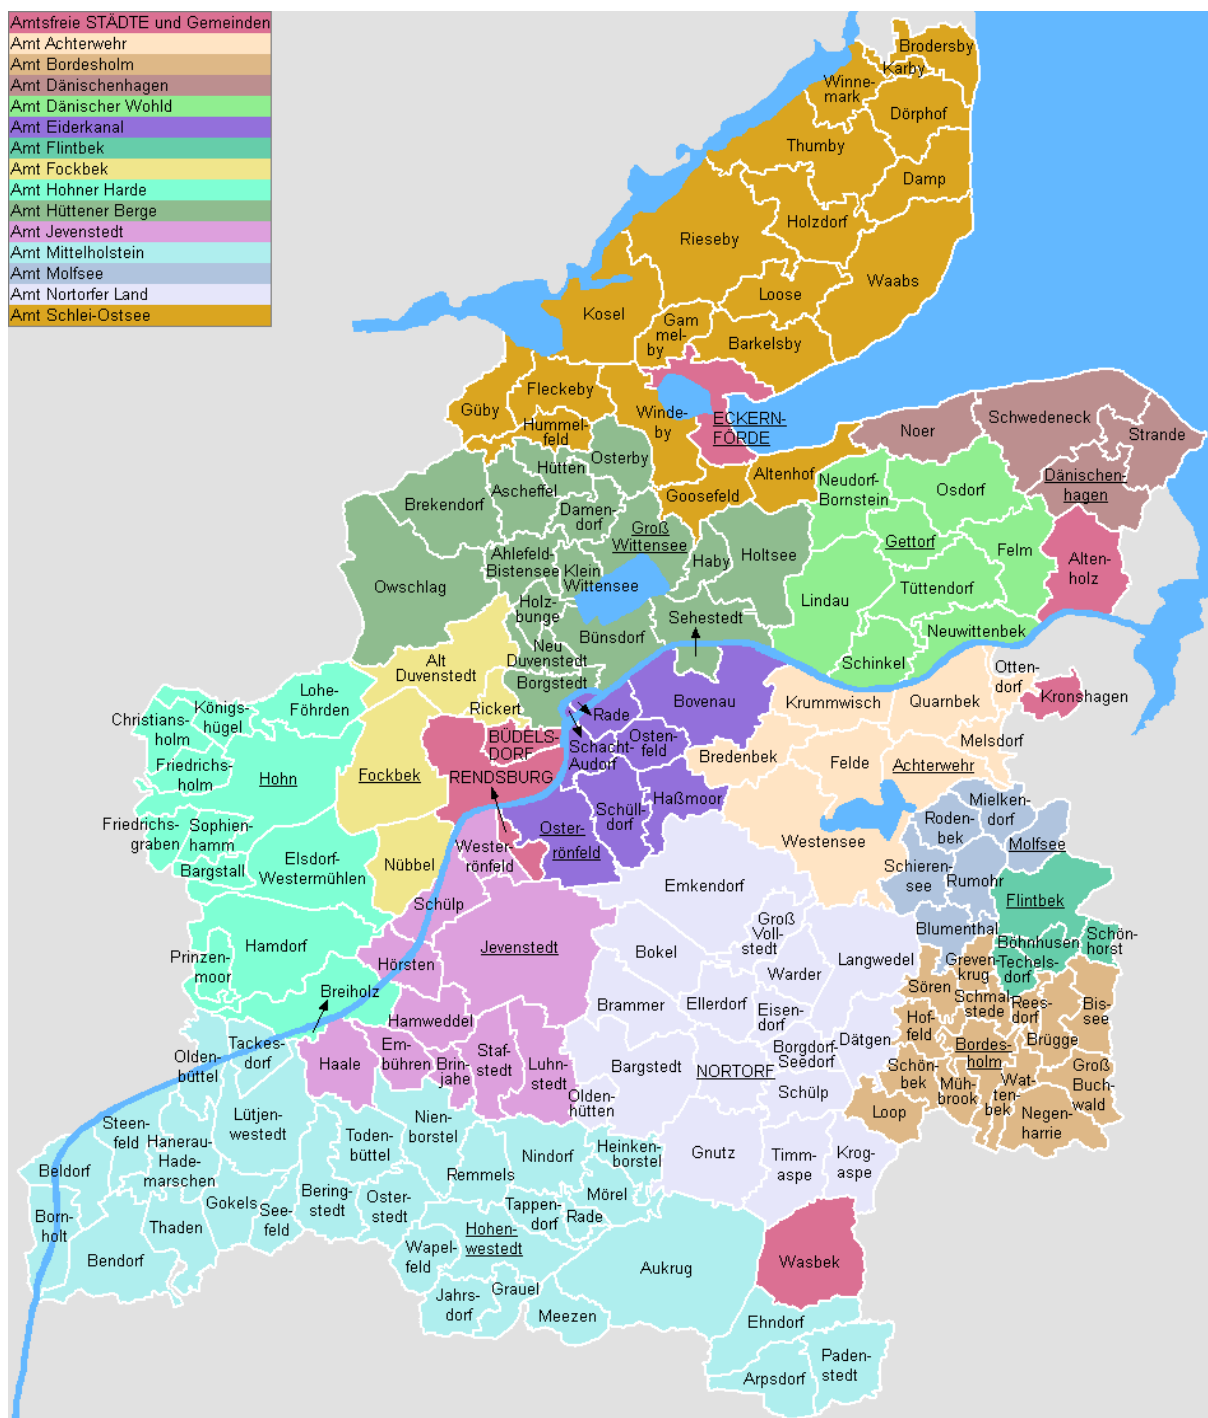 Amtsfreie STÄDTE und Gemeinden
Amt Achterwehr
Amt Bordesholm
Amt Dänischenhagen
Amt Dänischer Wohld
Amt Eiderkanal
Amt Flintbek
Amt Fockbek
Amt Hohner Harde
Amt Hüttener Berge
Amt Jevenstedt
Amt Mittelholstein
Amt Molfsee
Amt Nortorfer Land
Amt Schlei-Ostsee
Brodersby
Karby
Winne-
mark
Dörphof
Thumby
Damp
Holzdorf
Rieseby
Waabs
Loose
Kosel
Gam
mel-
by
Barkelsby
Fleckeby
Güby
Hummel-
feld
Winde-
by
ECKERN-
FÖRDE
Noer
Schwedeneck
Strande
Dänischen-
hagen
Osterby
Hütten
Ascheffel
Brekendorf
Damen-
dorf
Goosefeld
Altenhof
Neudorf-
Bornstein
Osdorf
Groß
Wittensee
Gettorf
Felm
Alten-
holz
Ahlefeld-
Bistensee
Klein
Wittensee
Haby
Holtsee
Owschlag
Tüttendorf
Lindau
Holz-
bunge
Sehestedt
Bünsdorf
Neuwittenbek
Neu
Duvenstedt
Schinkel
Alt
Duvenstedt
Borgstedt
Otten-
dorf
Kronshagen
Lohe-
Föhrden
Königs-
hügel
Christians-
holm
Rickert
Rade
Bovenau
Krummwisch
Quarnbek
BÜDELS-
DORF
Schacht-
Audorf
Osten-
feld
Melsdorf
Bredenbek
Felde
Achterwehr
Friedrichs-
holm
Hohn
Fockbek
RENDSBURG
Haßmoor
Schüll-
dorf
Mielken-
dorf
Roden-
bek
Molfsee
Friedrichs-
graben
Sophien-
hamm
Oster-
rönfeld
Wester-
rönfeld
Westensee
Elsdorf-
Westermühlen
Bargstall
Nübbel
Schieren-
see
Rumohr
Emkendorf
Flintbek
Schülp
Groß
Voll-
stedt
Blumenthal
Böhnhusen
Schön-
horst
Techels-
dorf
Hamdorf
Jevenstedt
Bokel
Langwedel
Greven-
krug
Prinzen-
moor
Hörsten
Warder
Sören
Schmal-
stede
Rees-
dorf
Bis-
see
Breiholz
Brammer
Ellerdorf
Eisen-
dorf
Hamweddel
Hof-
feld
Brügge
Tackes-
dorf
Olden-
büttel
Haale
Em-
bühren
Brin-
jahe
Staf-
stedt
Luhn-
stedt
Bargstedt
NORTORF
Borgdorf-
Seedorf
Dätgen
Bordes-
holm
Schön-
bek
Müh-
brook
Wat-
ten-
bek
Groß
Buch-
wald
Schülp
Olden-
hütten
Loop
Negen-
harrie
Lütjen-
westedt
Steen-
feld
Hanerau-
Hade-
marschen
Toden-
büttel
Nien-
borstel
Nindorf
Heinken-
borstel
Gnutz
Timm-
aspe
Krog-
aspe
Beldorf
Remmels
Mörel
Gokels
See-
feld
Bering-
stedt
Oster-
stedt
Tappen-
dorf
Rade
Born-
holt
Thaden
Bendorf
Hohen-
westedt
Wapel-
feld
Aukrug
Wasbek
Jahrs-
dorf
Grauel
Meezen
Ehndorf
Arpsdorf
Paden-
stedt